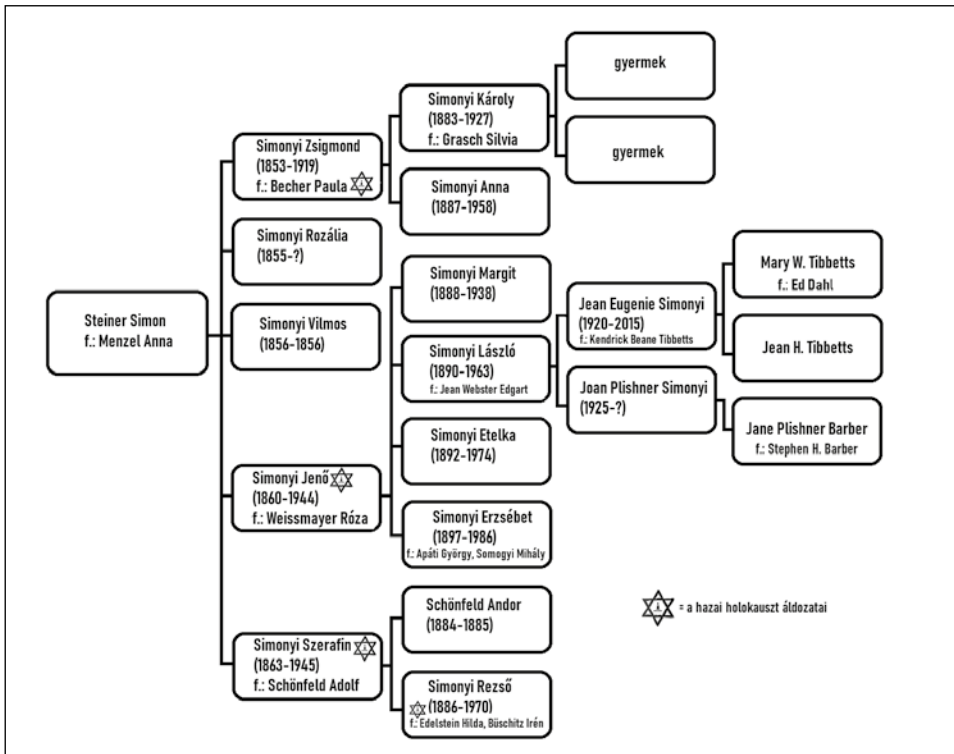 Steiner Simon
f.: Menzel Anna
Simonyi Zsigmond
(1853-1919)
f.: Becher Paula
Simonyi Rozália
(1855-?)
Simonyi Vilmos
(1856-1856)
Simonyi Jenő
(1860-1944)
f.: Weissmayer Róza
Simonyi Szerafin
(1863-1945)
f.: Schönfeld Adolf
Simonyi Károly
(1883-1927)
f.: Grasch Silvia
Simonyi Anna
(1887-1958)
Simonyi Margit
(1888-1938)
Simonyi László
(1890-1963)
f.: Jean Webster Edgart
Simonyi Etelka
(1892-1974)
Simonyi Erzsébet
(1897-1986)
f.: Apáti György, Somogyi Mihály
Schönfeld Andor
(1884-1885)
Simonyi Rezső
(1886-1970)
f.: Edelstein Hilda, Büschitz Irén
gyermek
gyermek
Jean Eugenie Simonyi
(1920-2015)
f.: Kendrick Beane Tibbetts
Joan Plishner Simonyi
(1925-?)
Mary W. Tibbetts
f.: Ed Dahl
Jean H. Tibbetts
Jane Plishner Barber
f.: Stephen H. Barber
= a hazai holokauszt áldozatai